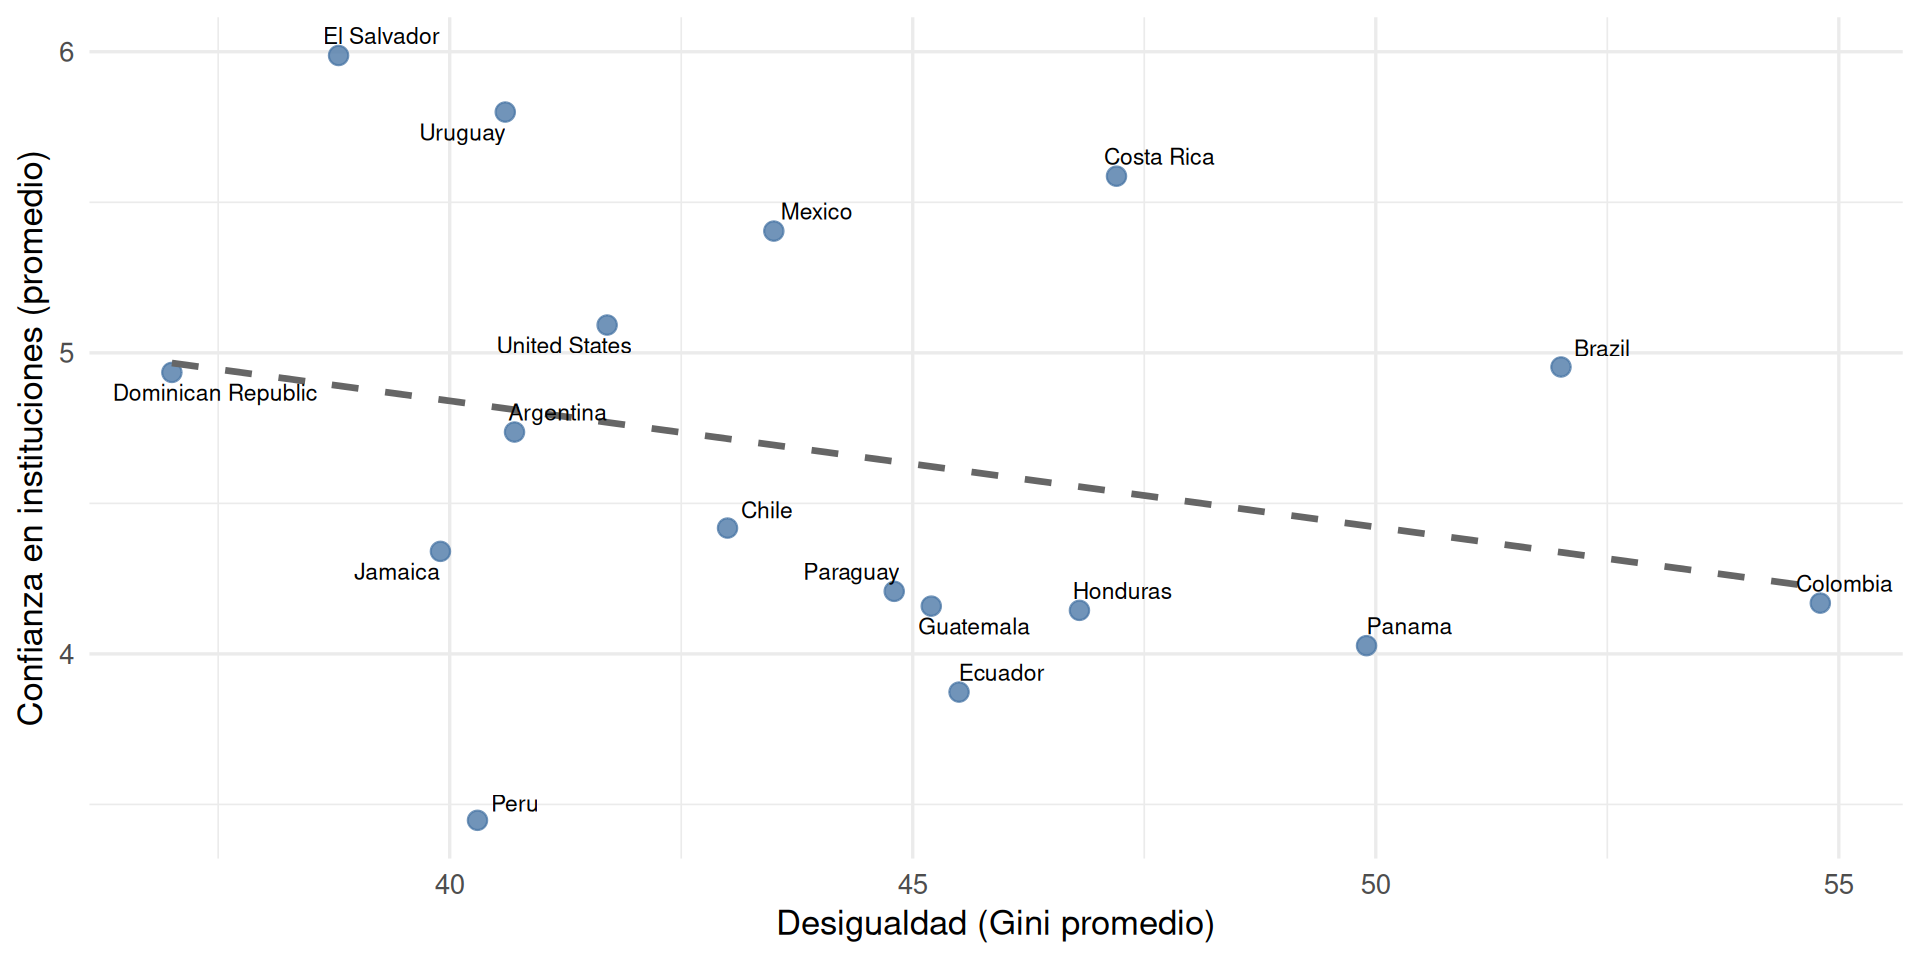 El Salvador
6
Uruguay
Costa Rica
Mexico
United States
Brazil
5
Dominican Republic
Argentina
Chile
Jamaica
Paraguay
Honduras
Colombia
Guatemala
Panama
4
Ecuador
Peru
40
45
50
55
Desigualdad (Gini promedio)
Confianza en instituciones (promedio)